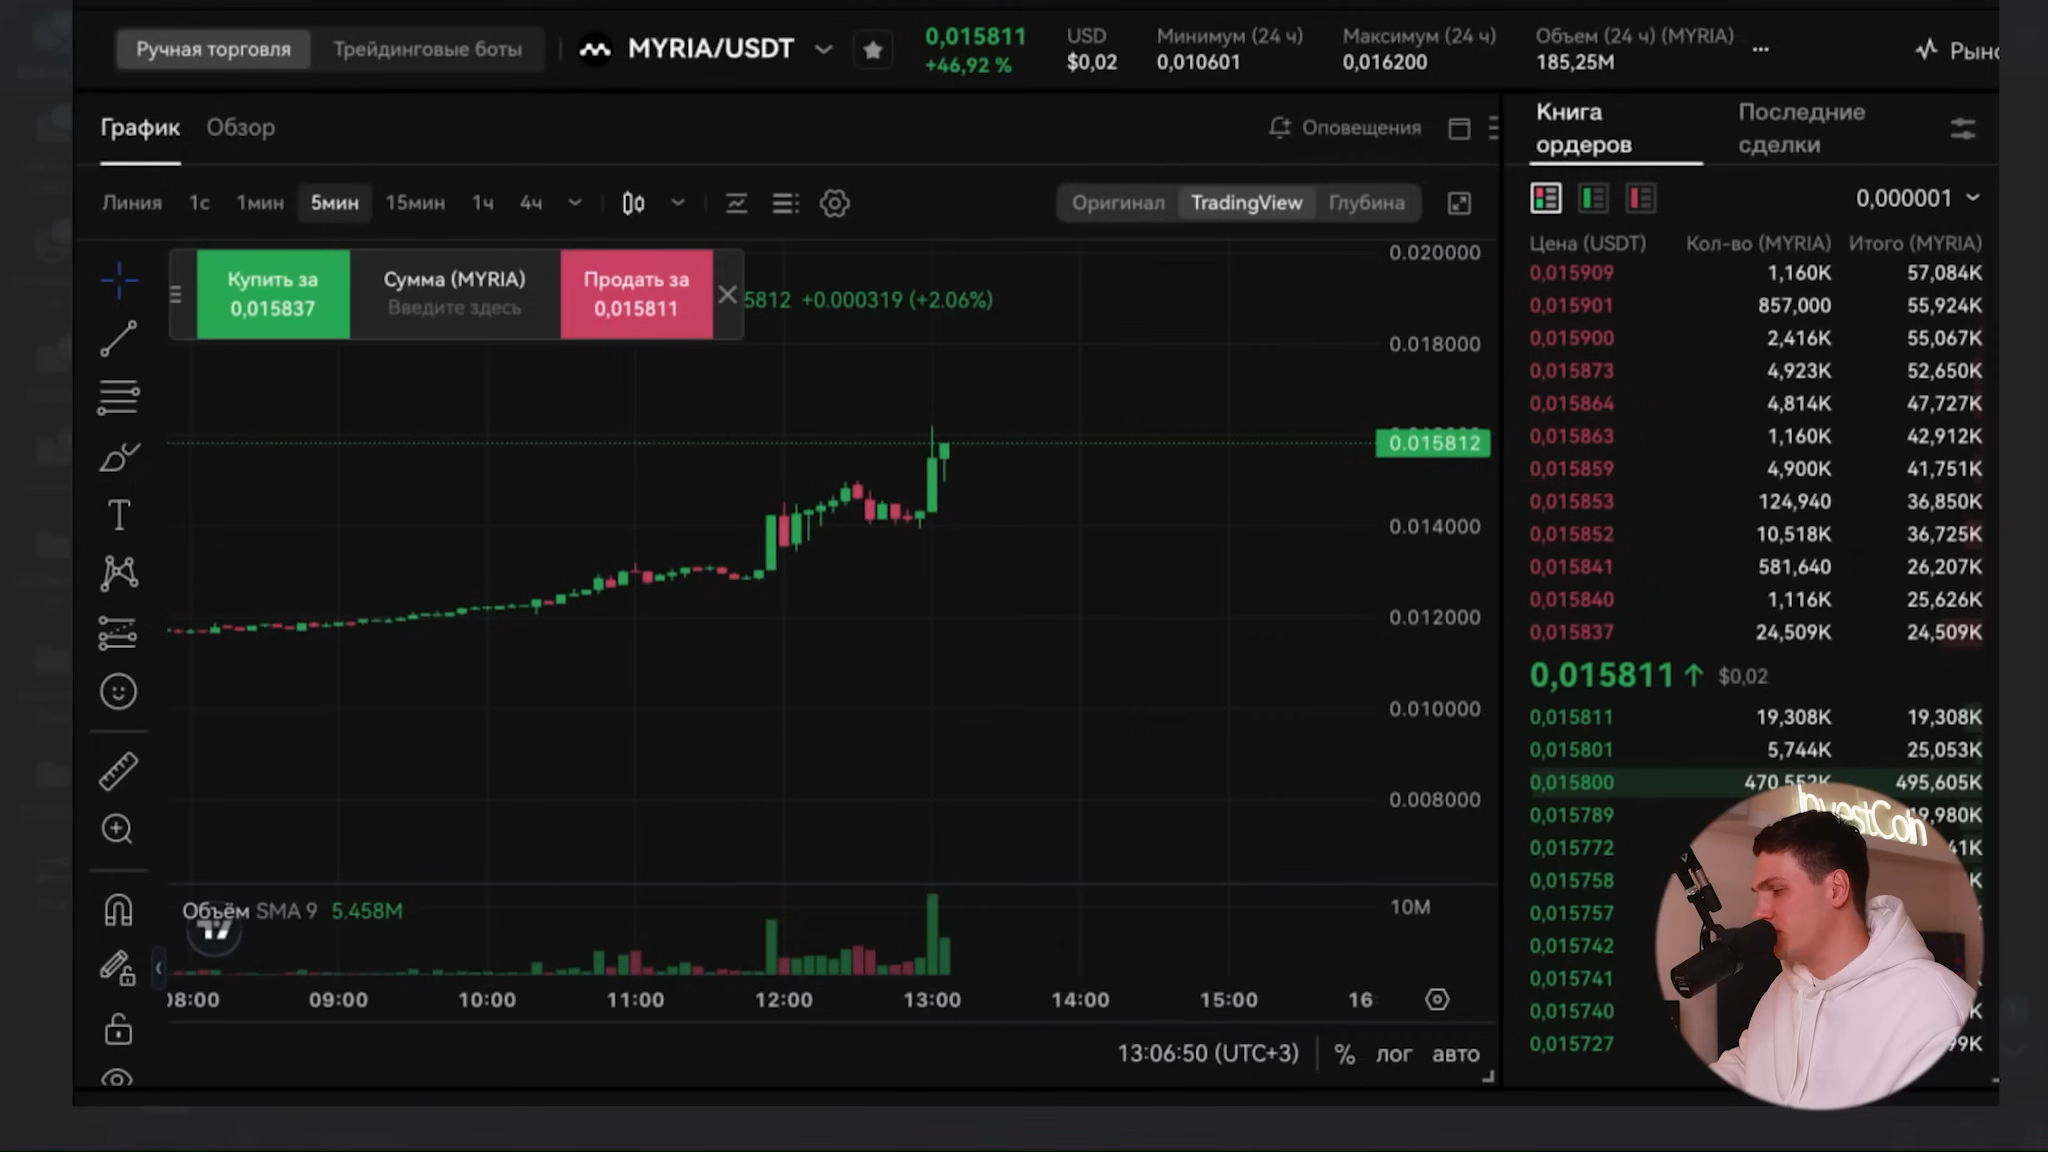 Ручная торговля
Трейдинговые боты
MYRIA/USDT
0,015811
+46,92 %
USD
$0,02
Минимум (24 ч)
0,010601
Максимум (24 ч)
0,016200
Объем (24 ч) (MYRIA)
185,25M
...
График
Обзор
Оповещения
Линия 1с 1мин 5мин 15мин 1ч 4ч
Оригинал TradingView Глубина
Купить за
0,015837
Сумма (MYRIA)
Введите здесь
Продать за
0,015811
5812 +0.000319 (+2.06%)
0.020000
0.018000
0.015812
0.014000
0.012000
0.010000
0.008000
Объём SMA 9 5.458M
10M
08:00 09:00 10:00 11:00 12:00 13:00 14:00 15:00 16
13:06:50 (UTC+3) % лог авто
Книга
ордеров
Последние
сделки
0,000001
Цена (USDT) Кол-во (MYRIA) Итого (MYRIA)
0,015909 1,160K 57,084K
0,015901 857,000 55,924K
0,015900 2,416K 55,067K
0,015873 4,923K 52,650K
0,015864 4,814K 47,727K
0,015863 1,160K 42,912K
0,015859 4,900K 41,751K
0,015853 124,940 36,850K
0,015852 10,518K 36,725K
0,015841 581,640 26,207K
0,015840 1,116K 25,626K
0,015837 24,509K 24,509K
0,015811 $0,02
0,015811 19,308K 19,308K
0,015801 5,744K 25,053K
0,015800 470,552K 495,605K
0,015789
0,015772
0,015758
0,015757
0,015742
0,015741
0,015740
0,015727
InvestCoin